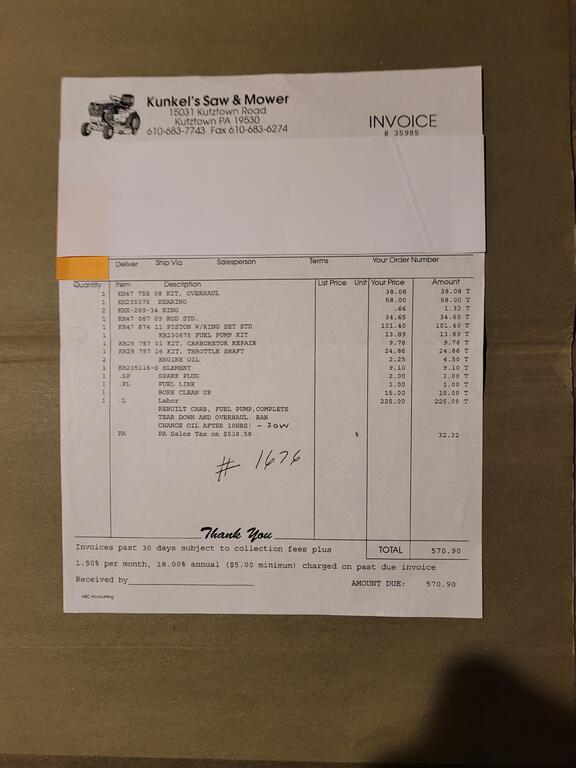 Kunkel's Saw & Mower
15031 Kutztown Road
Kutztown PA 19530
610-683-7743 Fax 610-683-6274
INVOICE
# 35989
Deliver Ship Via Salesperson Terms Your Order Number
Quantity Item Description List Price Unit Your Price Amount
1 KH47 755 08 KIT, OVERHAUL 38.08 38.08 T
1 KH235376 BEARING 58.00 58.00 T
2 KHX-269-34 RING .66 1.32 T
1 KH47 067 09 ROD STD. 34.65 34.65 T
1 KH47 874 11 PISTON W/RING SET STD 101.40 101.40 T
1 KH230675 FUEL PUMP KIT 13.89 13.89 T
1 KH25 757 01 KIT, CARBURETOR REPAIR 9.78 9.78 T
1 KH25 757 16 KIT, THROTTLE SHAFT 24.86 24.86 T
2 ENGINE OIL 2.25 4.50 T
1 KH235116-S ELEMENT 9.10 9.10 T
1 .SP SPARK PLUG 2.00 2.00 T
1 .FL FUEL LINE 1.00 1.00 T
1 BORE CLEAN UP 15.00 15.00 T
1 .L Labor 225.00 225.00 T
REBUILT CARB, FUEL PUMP,COMPLETE
TEAR DOWN AND OVERHAUL. RAN
CHANGE OIL AFTER 10HRS! - 30W
PA PA Sales Tax on $538.58 % 32.32
# 1676
Thank You
Invoices past 30 days subject to collection fees plus TOTAL 570.90
1.50% per month, 18.00% annual ($5.00 minimum) charged on past due invoice
Received by AMOUNT DUE: 570.90
ABC Accounting